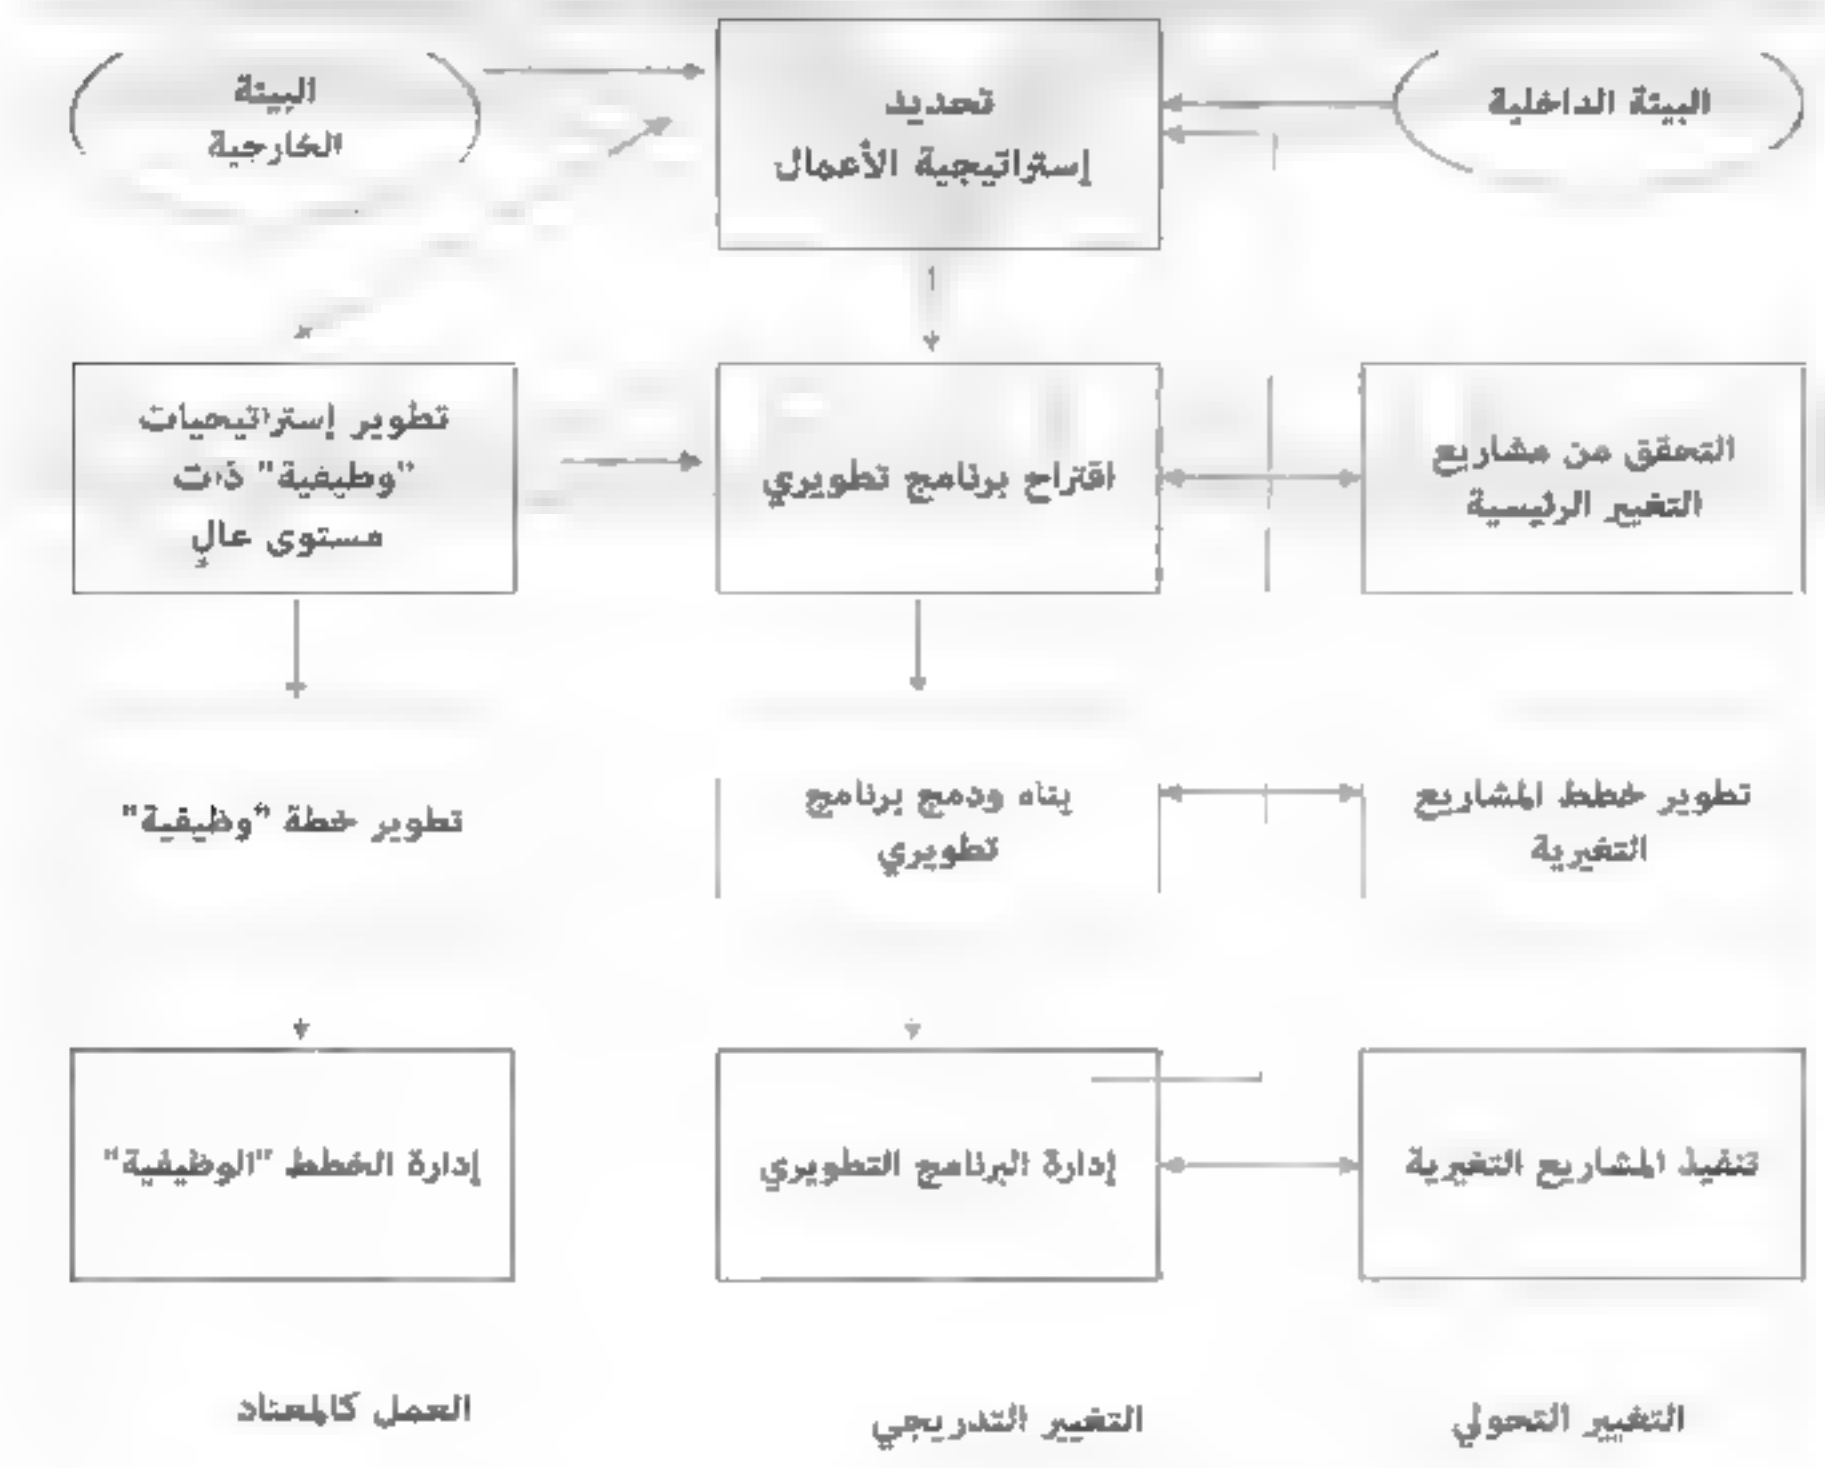 البيئة الداخلية
تحديد
إستراتيجية الأعمال
البيئة
الخارجية
التحقق من مشاريع
التغيير الرئيسية
اقتراح برنامج تطويري
تطوير إستراتيجيات
"وظيفية" ذات
مستوى عالٍ
تطوير خطط المشاريع
التغيرية
بناء ودمج برنامج
تطويري
تطوير خطة "وظيفية"
تنفيذ المشاريع التغيرية
إدارة البرنامج التطويري
إدارة الخطط "الوظيفية"
التغيير التحولي
التغيير التدريجي
العمل كالمعتاد